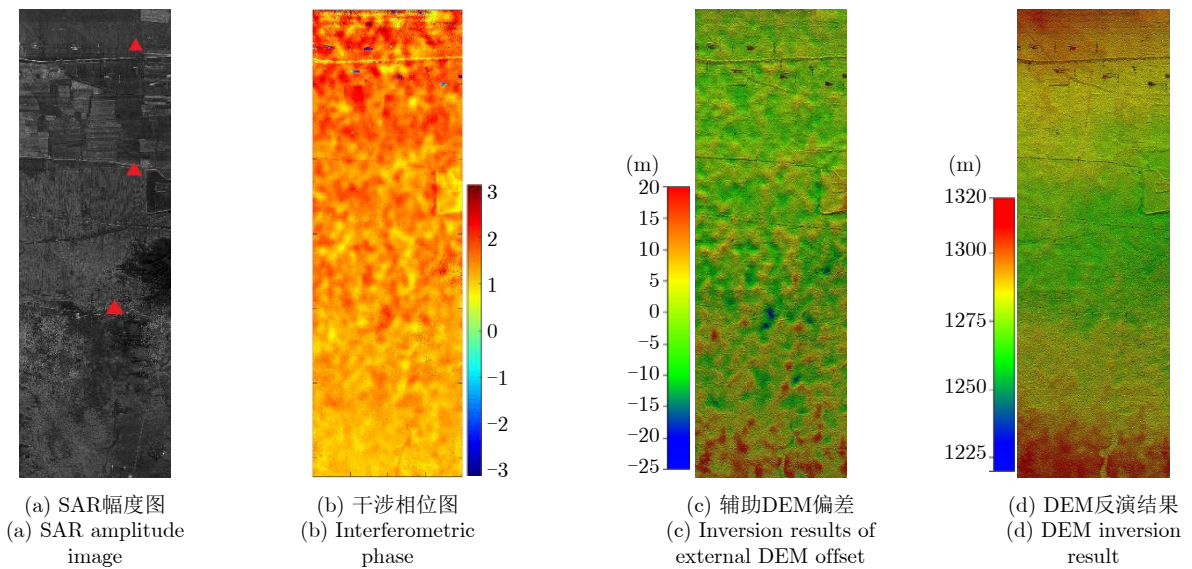 3
2
1
0
−1
−2
−3
(m)
20
15
10
5
0
−5
−10
−15
−20
−25
(m)
1320
1300
1275
1250
1225
(a) SAR幅度图
(a) SAR amplitude
image
(b) 干涉相位图
(b) Interferometric
phase
(c) 辅助DEM偏差
(c) Inversion results of
external DEM offset
(d) DEM反演结果
(d) DEM inversion
result